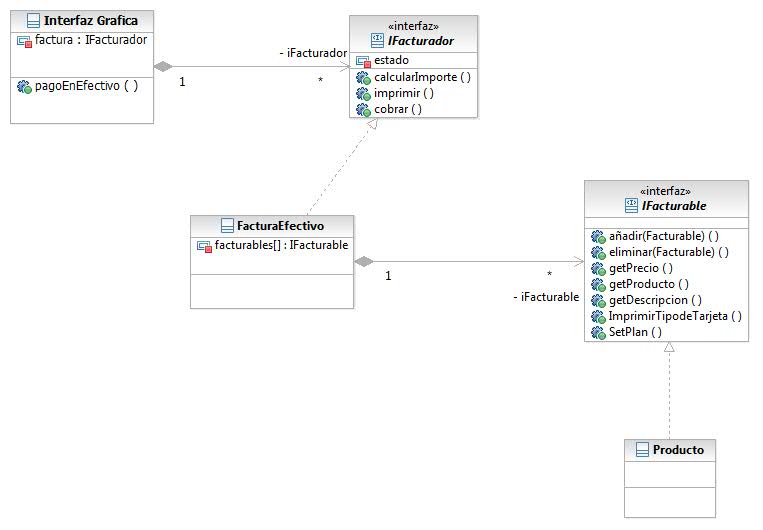 Interfaz Grafica
factura : IFacturador
pagoEnEfectivo ( )
1
- iFacturador
*
«interfaz»
IFacturador
estado
calcularImporte ( )
imprimir ( )
cobrar ( )
FacturaEfectivo
facturables[] : IFacturable
1
*
- iFacturable
«interfaz»
IFacturable
añadir(Facturable) ( )
eliminar(Facturable) ( )
getPrecio ( )
getProducto ( )
getDescripcion ( )
ImprimirTipodeTarjeta ( )
SetPlan ( )
Producto